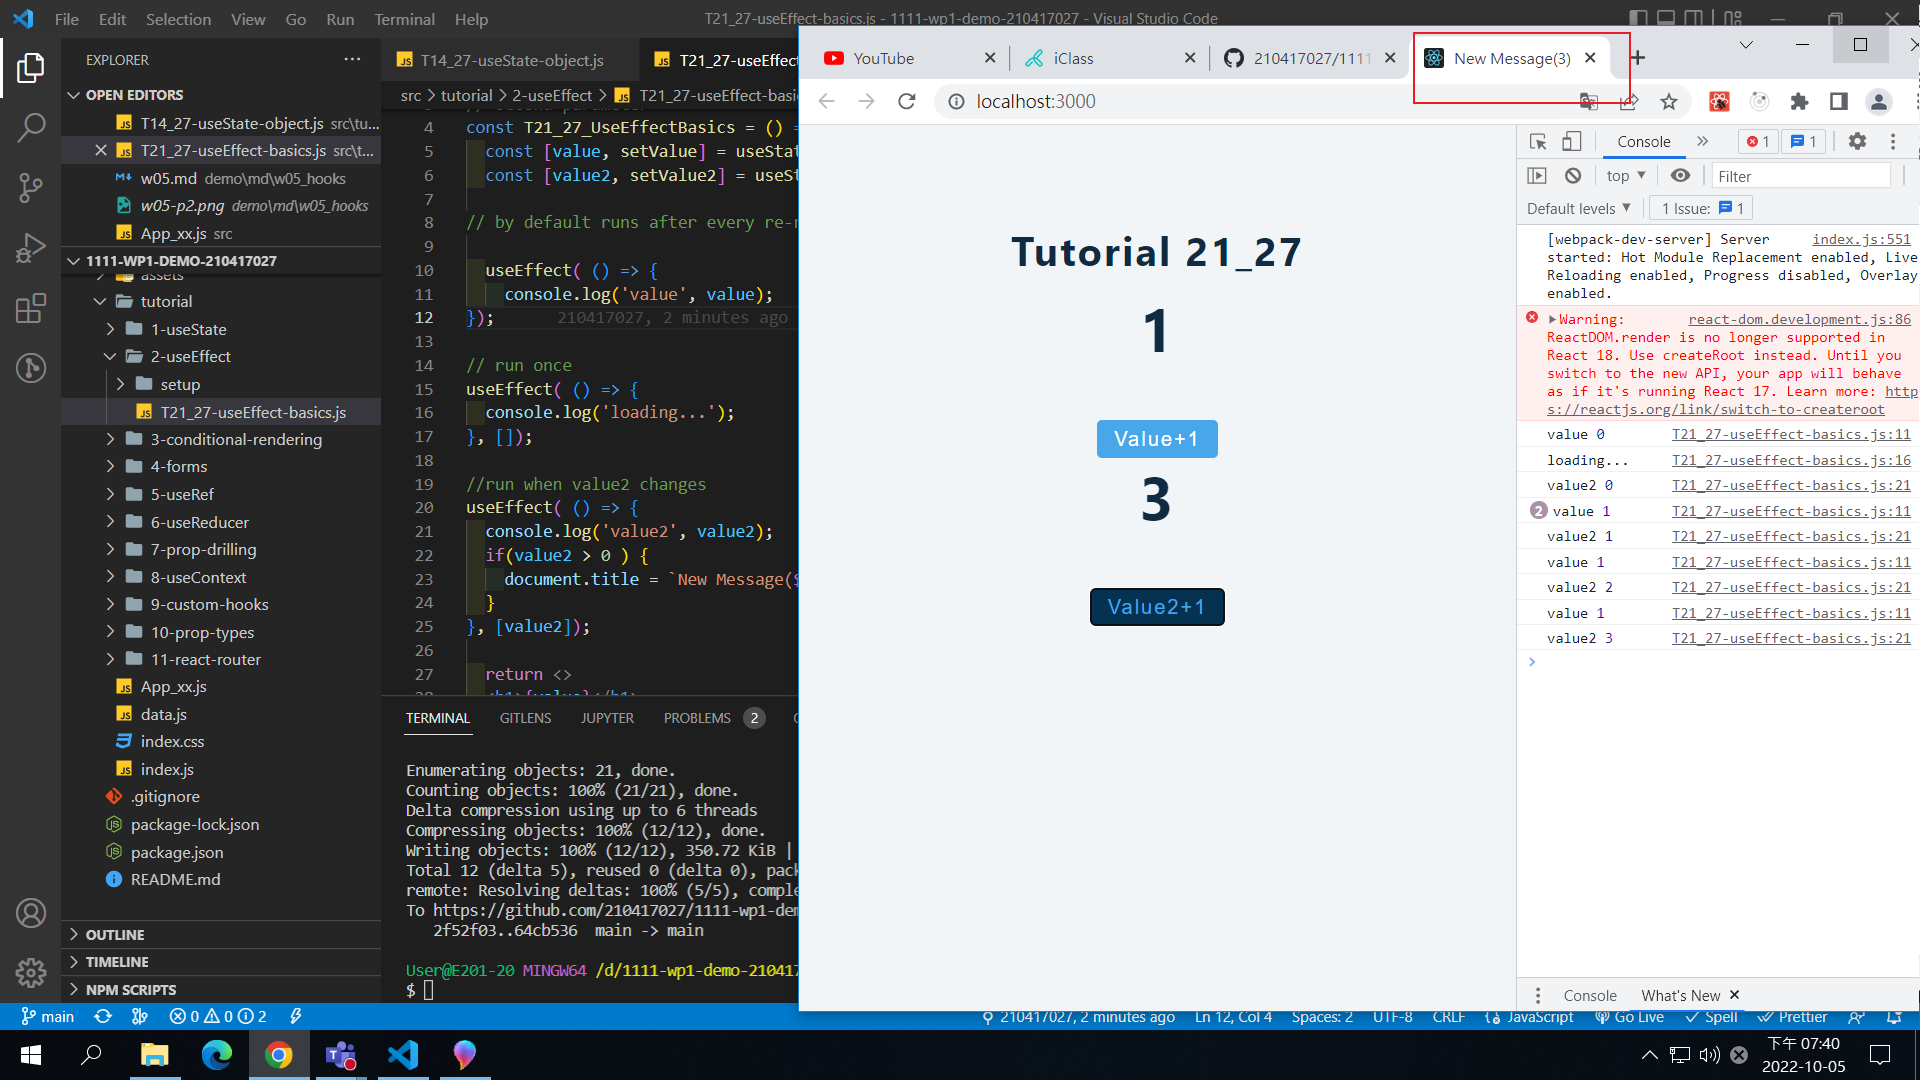 File Edit Selection View Go Run Terminal Help
T21_27-useEffect-basics.js - 1111-wp1-demo-210417027 - Visual Studio Code
EXPLORER
OPEN EDITORS
T14_27-useState-object.js src\tu...
T21_27-useEffect-basics.js src\t...
w05.md demo\md\w05_hooks
w05-p2.png demo\md\w05_hooks
App_xx.js src
1111-WP1-DEMO-210417027
assets
tutorial
1-useState
2-useEffect
setup
T21_27-useEffect-basics.js
3-conditional-rendering
4-forms
5-useRef
6-useReducer
7-prop-drilling
8-useContext
9-custom-hooks
10-prop-types
11-react-router
App_xx.js
data.js
index.css
index.js
.gitignore
package-lock.json
package.json
README.md
OUTLINE
TIMELINE
NPM SCRIPTS
T14_27-useState-object.js
T21_27-useEffect
src > tutorial > 2-useEffect > T21_27-useEffect-basi
4 const T21_27_UseEffectBasics = () =
5 const [value, setValue] = useStat
6 const [value2, setValue2] = useSt
7
8 // by default runs after every re-r
9
10 useEffect( () => {
11 console.log('value', value);
12 }); 210417027, 2 minutes ago
13
14 // run once
15 useEffect( () => {
16 console.log('loading...');
17 }, []);
18
19 //run when value2 changes
20 useEffect( () => {
21 console.log('value2', value2);
22 if(value2 > 0 ) {
23 document.title = `New Message($
24 }
25 }, [value2]);
26
27 return <>
28 <h1>{value}</h1>
TERMINAL GITLENS JUPYTER PROBLEMS 2
Enumerating objects: 21, done.
Counting objects: 100% (21/21), done.
Delta compression using up to 6 threads
Compressing objects: 100% (12/12), done.
Writing objects: 100% (12/12), 350.72 KiB |
Total 12 (delta 5), reused 0 (delta 0), pack
remote: Resolving deltas: 100% (5/5), comple
To https://github.com/210417027/1111-wp1-dem
2f52f03..64cb536 main -> main
User@E201-20 MINGW64 /d/1111-wp1-demo-210417
$
YouTube
iClass
210417027/1111
New Message(3)
localhost:3000
Tutorial 21_27
1
Value+1
3
Value2+1
Console 1 1
top Filter
Default levels 1 Issue: 1
[webpack-dev-server] Server index.js:551
started: Hot Module Replacement enabled, Live
Reloading enabled, Progress disabled, Overlay
enabled.
Warning: react-dom.development.js:86
ReactDOM.render is no longer supported in
React 18. Use createRoot instead. Until you
switch to the new API, your app will behave
as if it's running React 17. Learn more: http
s://reactjs.org/link/switch-to-createroot
value 0 T21_27-useEffect-basics.js:11
loading... T21_27-useEffect-basics.js:16
value2 0 T21_27-useEffect-basics.js:21
2 value 1 T21_27-useEffect-basics.js:11
value2 1 T21_27-useEffect-basics.js:21
value 1 T21_27-useEffect-basics.js:11
value2 2 T21_27-useEffect-basics.js:21
value 1 T21_27-useEffect-basics.js:11
value2 3 T21_27-useEffect-basics.js:21
Console What's New
main 0 0 2
210417027, 2 minutes ago Ln 12, Col 4 Spaces: 2 UTF-8 CRLF JavaScript Go Live Spell Prettier
下午 07:40
2022-10-05